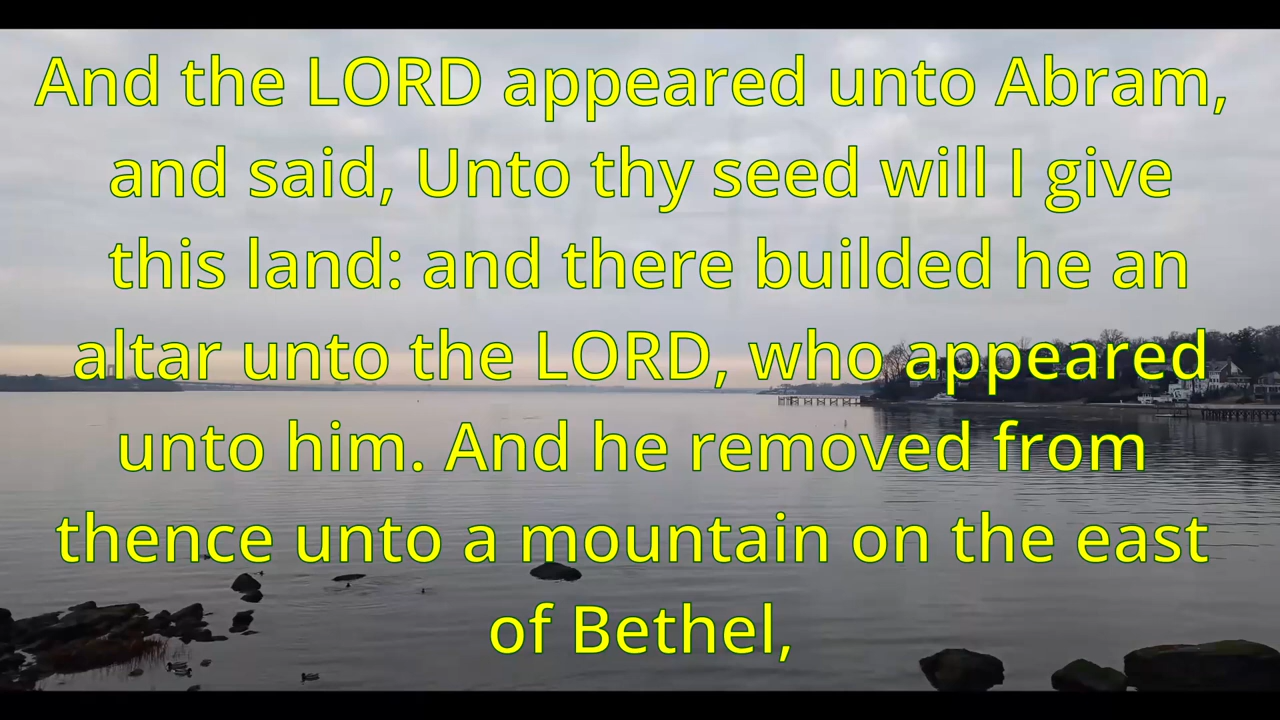 And the LORD appeared unto Abram,
and said, Unto thy seed will I give
this land: and there builded he an
altar unto the LORD, who appeared
unto him. And he removed from
thence unto a mountain on the east
of Bethel,